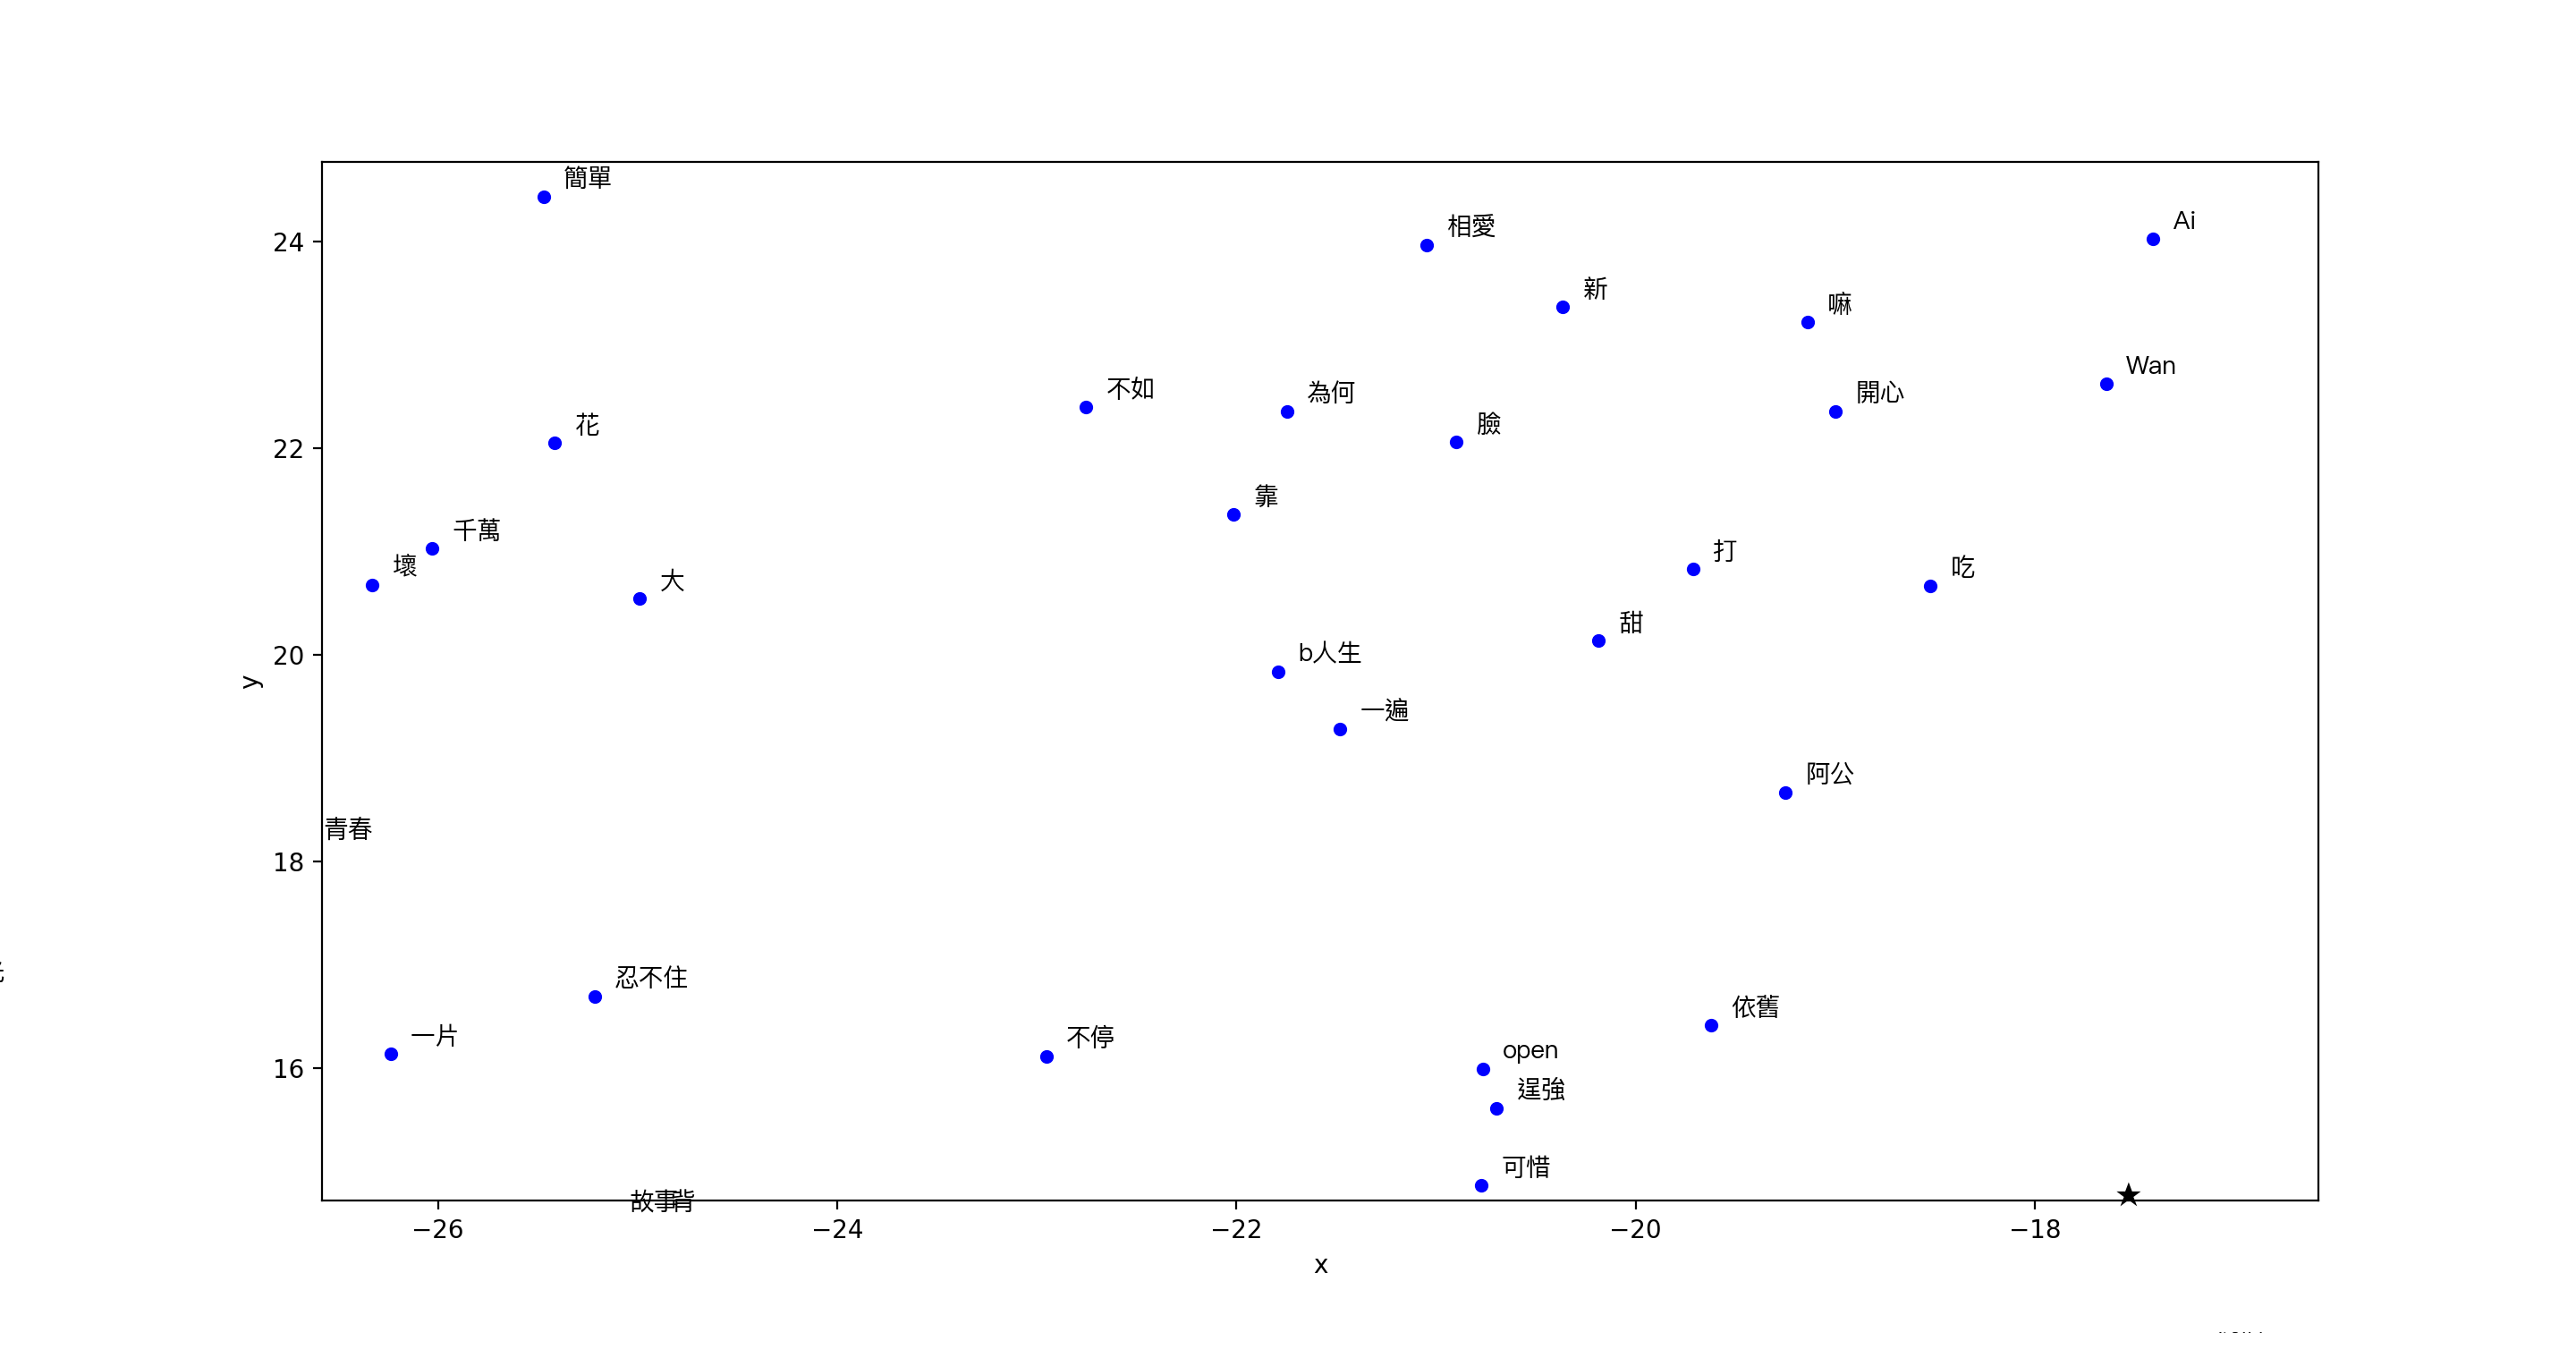 簡單
相愛
Ai
新
嘛
24
Wan
不如
為何
開心
臉
花
22
靠
千萬
打
壞
吃
大
甜
20
b人生
y
一遍
阿公
青春
18
忍不住
依舊
一片
不停
open
16
逞強
可惜
故事背
−26 −24 −22 −20 −18
x